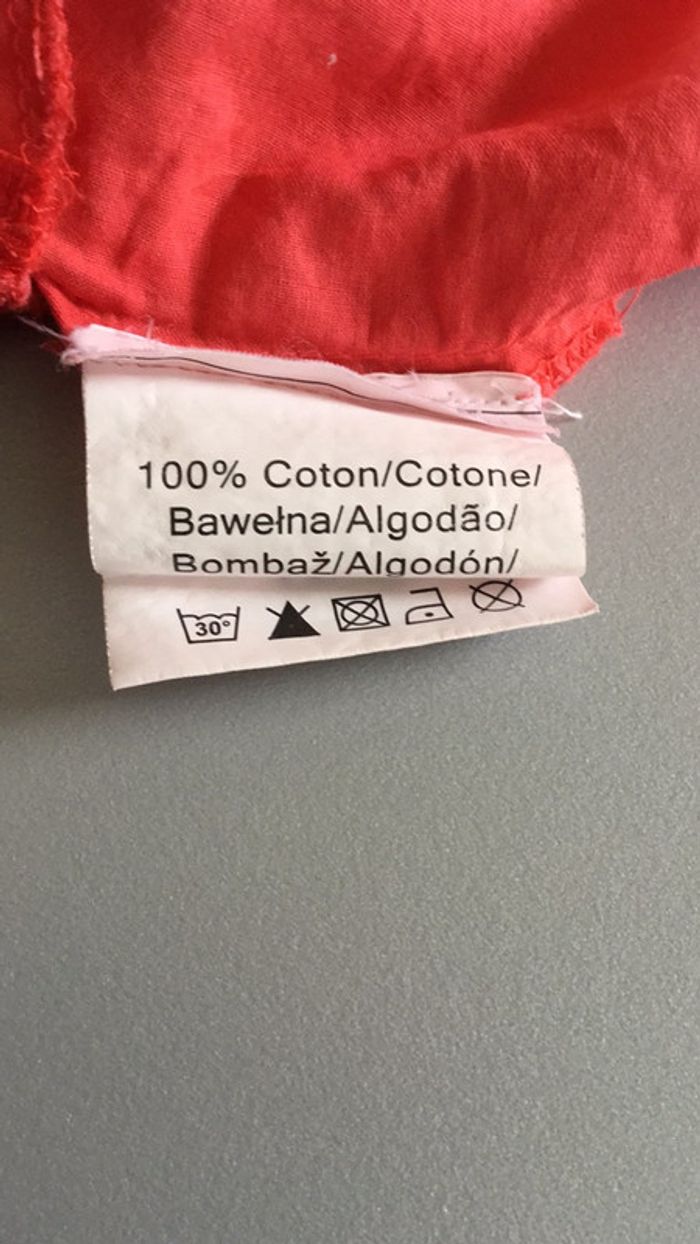 100% Coton/Cotone/
Bawełna/Algodão/
Bombaž/Algodón/
30°